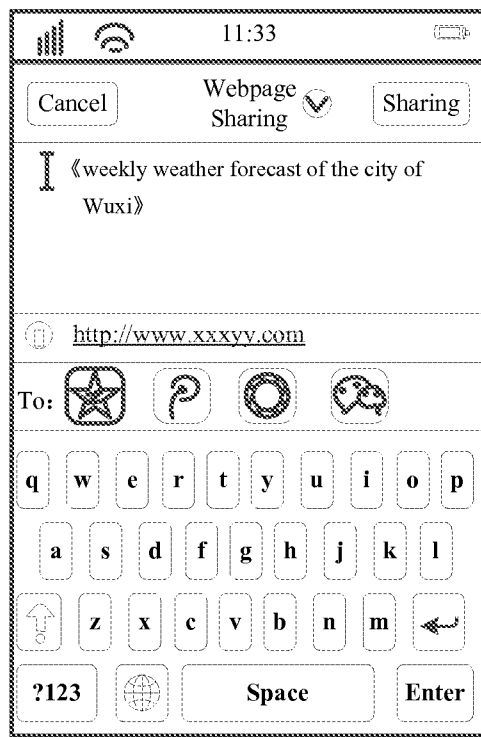 11:33
Cancel
Webpage
Sharing
Sharing
《weekly weather forecast of the city of
Wuxi》
http://www.xxxyy.com
To:
q w e r t y u i o p
a s d f g h j k l
z x c v b n m
?123 Space Enter